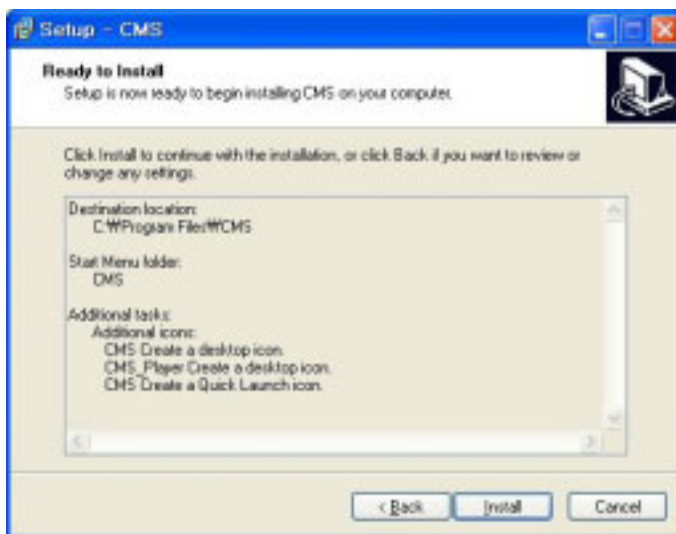 Setup - CMS
Ready to Install
Setup is now ready to begin installing CMS on your computer.
Click Install to continue with the installation, or click Back if you want to review or
change any settings.
Destination location:
C:₩Program Files₩CMS
Start Menu folder:
CMS
Additional tasks:
Additional icons:
CMS Create a desktop icon.
CMS_Player Create a desktop icon.
CMS Create a Quick Launch icon.
< Back
Install
Cancel